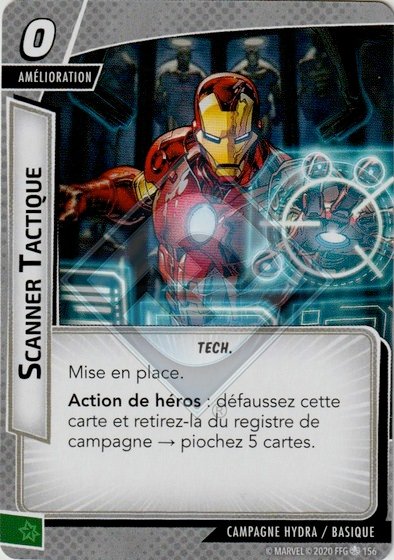 0
AMÉLIORATION
SCANNER TACTIQUE
TECH.
Mise en place.
Action de héros : défaussez cette
carte et retirez-la du registre de
campagne → piochez 5 cartes.
CAMPAGNE HYDRA / BASIQUE
© MARVEL © 2020 FFG 156